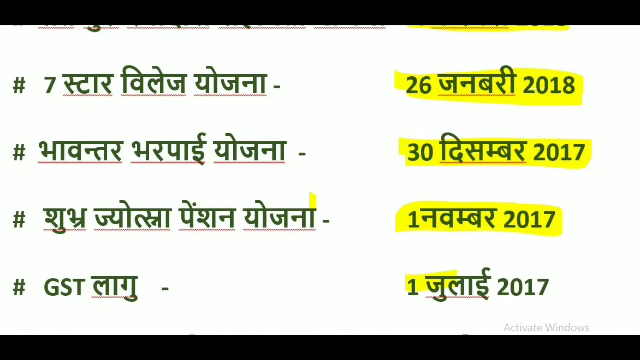 # 7 स्टार विलेज योजना - 26 जनबरी 2018
# भावन्तर भरपाई योजना - 30 दिसम्बर 2017
# शुभ्र ज्योत्स्ना पेंशन योजना - 1नवम्बर 2017
# GST लागु - 1 जुलाई 2017
Activate Windows